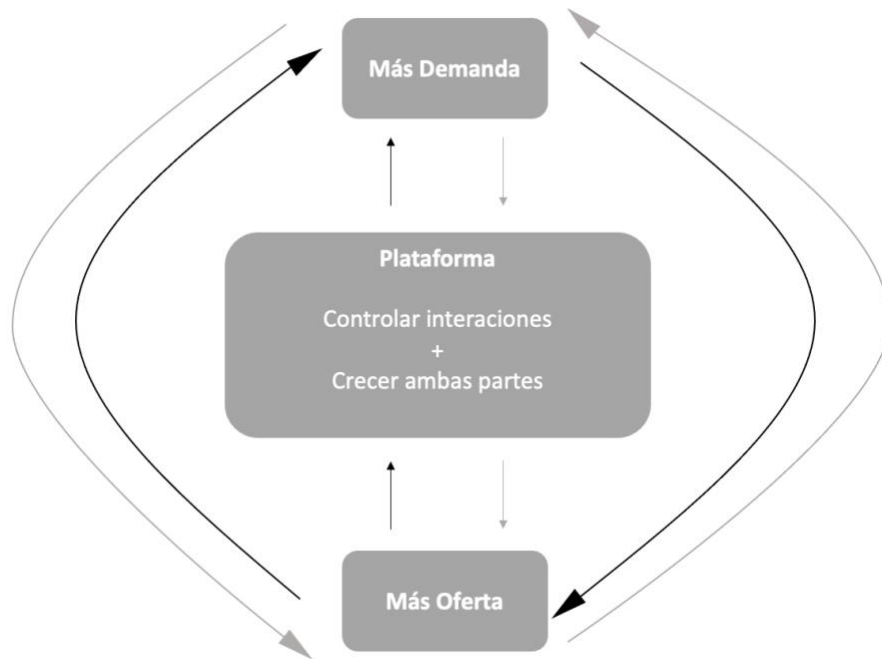 Más Demanda
Plataforma
Controlar interaciones
+
Crecer ambas partes
Más Oferta